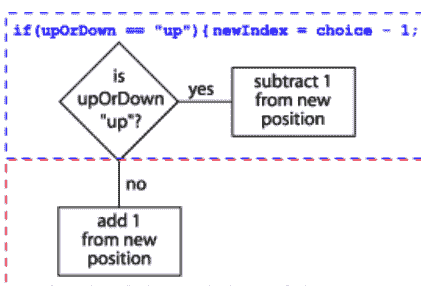 if(upOrDown == "up"){newIndex = choice - 1;
is
upOrDown
"up"?
yes
subtract 1
from new
position
no
add 1
from new
position